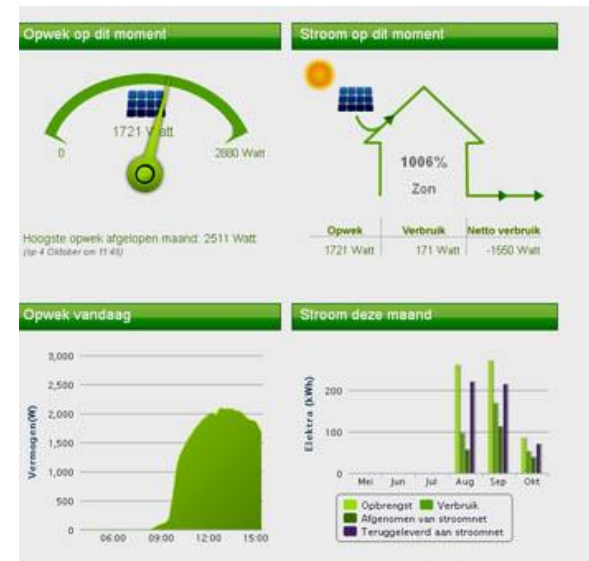 Opwek op dit moment
1721 Watt
0
2880 Watt
Hoogste opwek afgelopen maand: 2511 Watt
(op 4 Oktober om 11:45)
Stroom op dit moment
1006%
Zon
Opwek Verbruik Netto verbruik
1721 Watt 171 Watt -1550 Watt
Opwek vandaag
Vermogen(W)
3,000
2,500
2,000
1,500
1,000
500
0
06:00 09:00 12:00 15:00
Stroom deze maand
Elektra (kWh)
200
100
0
Mei Jun Jul Aug Sep Okt
Opbrengst Verbruik
Afgenomen van stroomnet
Teruggeleverd aan stroomnet